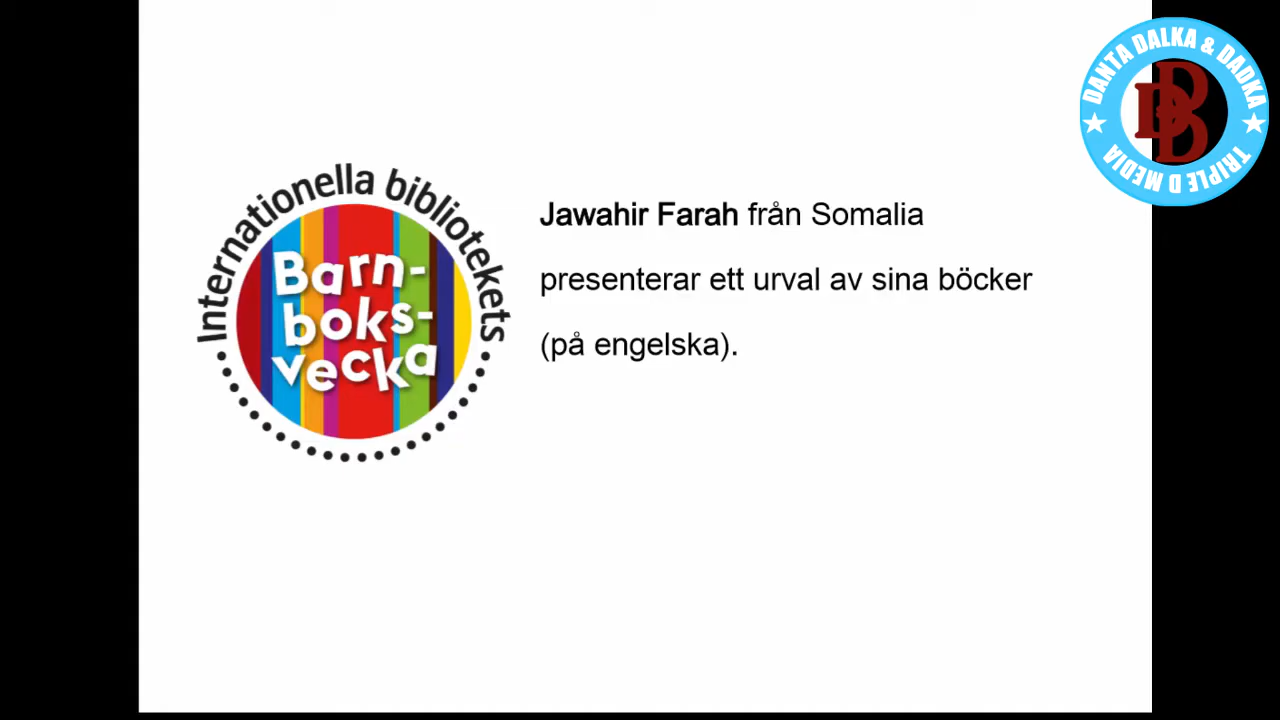 Internationella bibliotekets
Barn-
boks-
vecka
Jawahir Farah från Somalia
presenterar ett urval av sina böcker
(på engelska).
DANTA DALKA & DADKA
DDD
TRIPLE D MEDIA